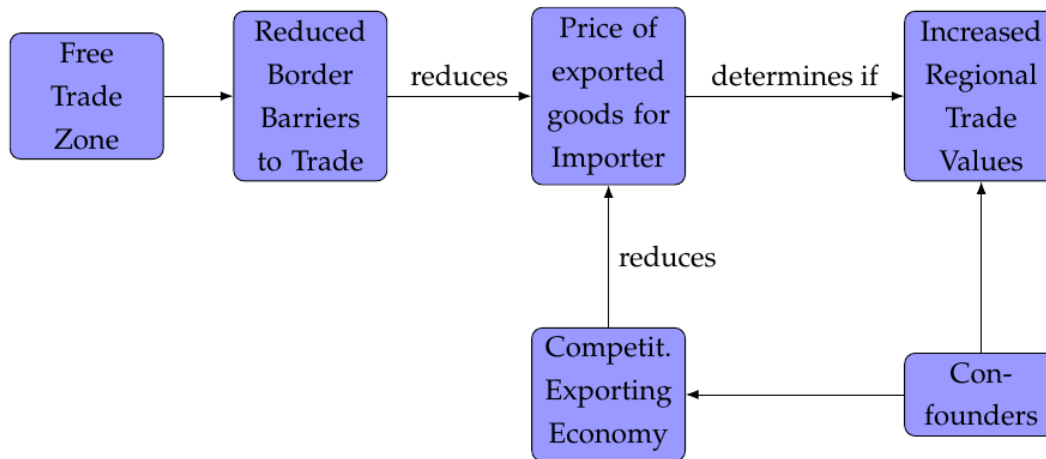 Free
Trade
Zone
Reduced
Border
Barriers
to Trade
reduces
Price of
exported
goods for
Importer
determines if
Increased
Regional
Trade
Values
reduces
Competit.
Exporting
Economy
Con-
founders